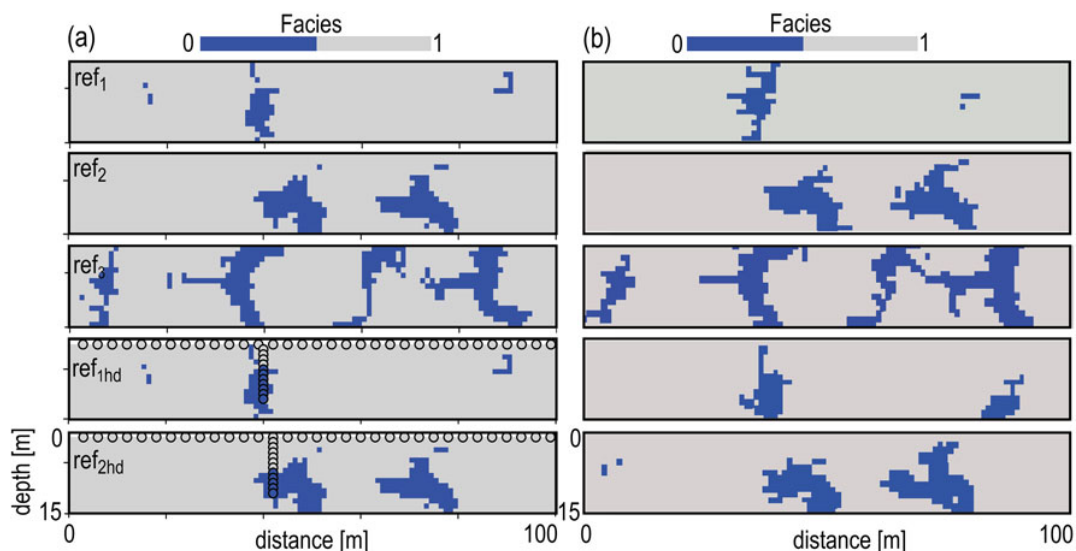 (a) Facies
0 1
(b) Facies
0 1
ref1
ref2
ref3
ref1hd
ref2hd
0
15
depth [m]
0 100
distance [m]
0 100
distance [m]